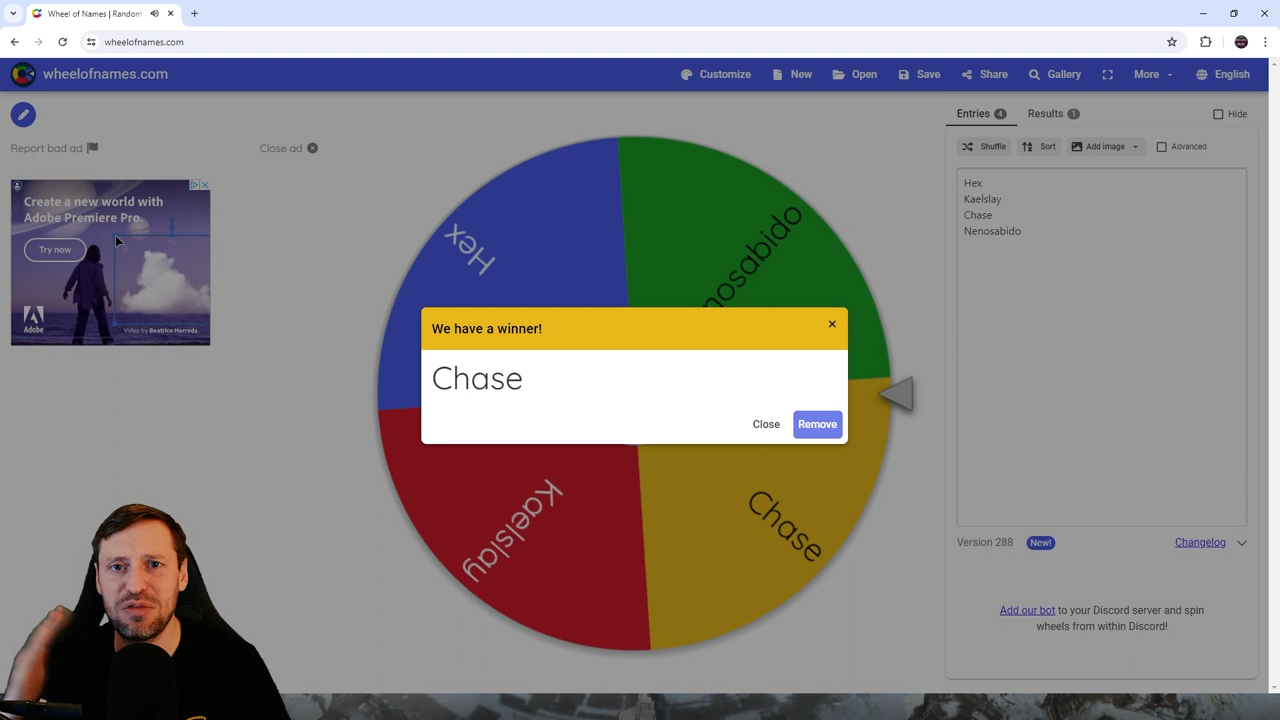 Wheel of Names | Random
wheelofnames.com
wheelofnames.com
Customize
New
Open
Save
Share
Gallery
More
English
Report bad ad
Close ad
Create a new world with
Adobe Premiere Pro.
Try now
Adobe
Video by Beatrice Harrods
Hex
nosabido
Kaelslay
Chase
We have a winner!
Chase
Close
Remove
Entries 4
Results 1
Hide
Shuffle
Sort
Add image
Advanced
Hex
Kaelslay
Chase
Nenosabido
Version 288
New!
Changelog
Add our bot to your Discord server and spin
wheels from within Discord!